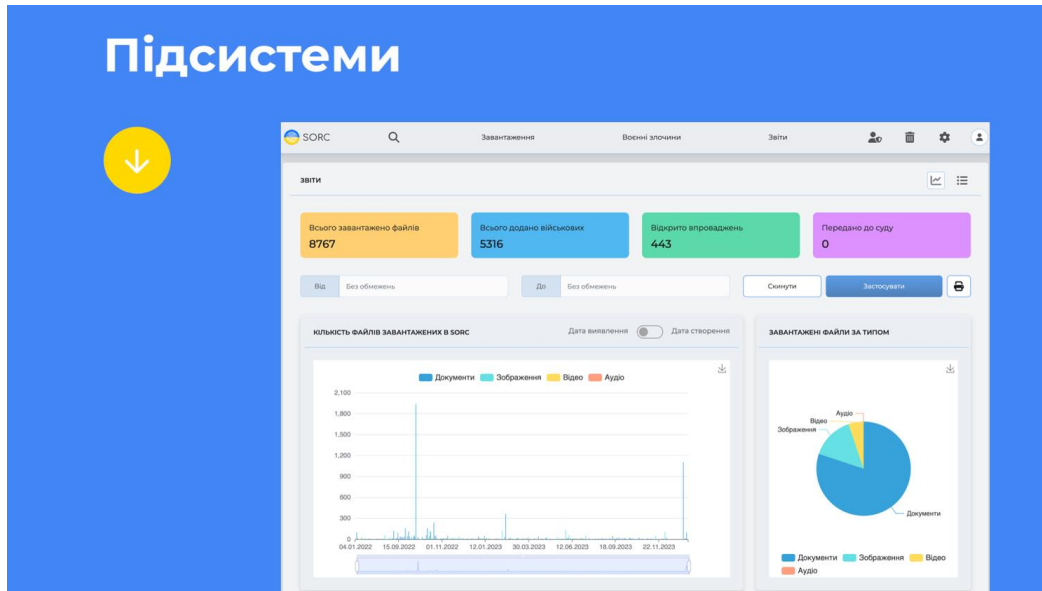 Підсистеми
SORC
Завантаження
Воєнні злочини
Звіти
ЗВІТИ
Всього завантажено файлів
8767
Всього додано військових
5316
Відкрито впроваджень
443
Передано до суду
0
Від
Без обмежень
До
Без обмежень
Скинути
Застосувати
КІЛЬКІСТЬ ФАЙЛІВ ЗАВАНТАЖЕНИХ В SORC
Дата виявлення
Дата створення
Документи Зображення Відео Аудіо
2,100
1,800
1,500
1,200
900
600
300
0
04.01.2022 15.09.2022 01.11.2022 12.01.2023 30.03.2023 12.06.2023 18.09.2023 22.11.2023
ЗАВАНТАЖЕНІ ФАЙЛИ ЗА ТИПОМ
Аудіо
Відео
Зображення
Документи
Документи Зображення Відео
Аудіо